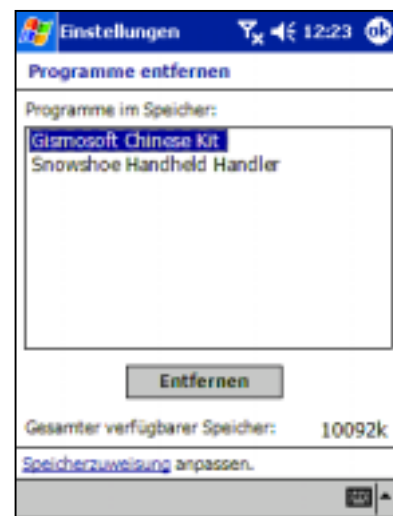 Einstellungen 12:23 ok
Programme entfernen
Programme im Speicher:
Gismosoft Chinese Kit
Snowshoe Handheld Handler
Entfernen
Gesamter verfügbarer Speicher: 10092k
Speicherzuweisung anpassen.